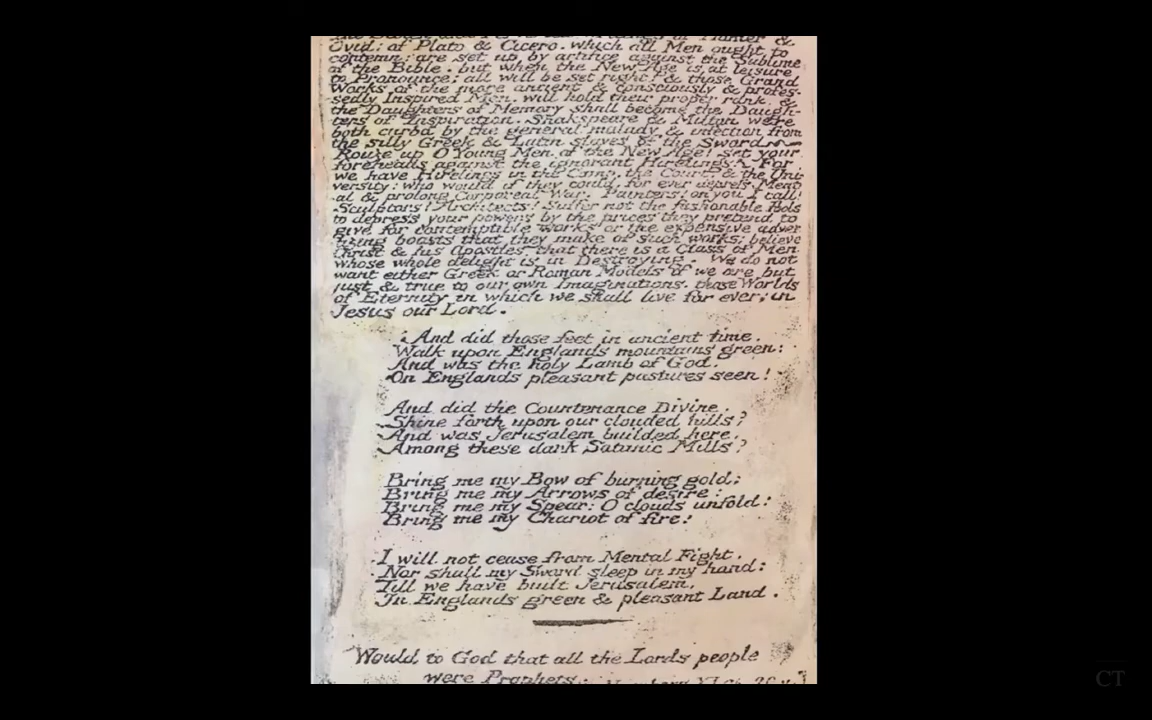 Ovid: of Plato & Cicero. which all Men ought to
contemn: are set up by artifice against the Sublime
of the Bible. but when the New Age is at leisure
to Pronounce; all will be set right: & those Grand
Works of the more ancient & consciously & profes-
sedly Inspired Men, will hold their proper rank, &
the Daughters of Memory shall become the Daugh-
ters of Inspiration. Shakspeare & Milton were
both curbd by the general malady & infection from
the silly Greek & Latin slaves of the Sword
Rouze up O Young Men of the New Age! set your
foreheads against the ignorant Hirelings! For
we have Hirelings in the Camp, the Court, & the Uni-
versity: who would if they could, for ever depress Ment
-al & prolong Corporeal War. Painters! on you I call!
Sculptors! Architects! Suffer not the fashionable Fools
to depress your powers by the prices they pretend to
give for contemptible works or the expensive adver
tizing boasts that they make of such works; believe
Christ & his Apostles that there is a Class of Men
whose whole delight is in Destroying. We do not
want either Greek or Roman Models if we are but
just & true to our own Imaginations, those Worlds
of Eternity in which we shall live for ever; in
Jesus our Lord.
And did those feet in ancient time.
Walk upon Englands mountains green:
And was the holy Lamb of God,
On Englands pleasant pastures seen!
And did the Countenance Divine,
Shine forth upon our clouded hills?
And was Jerusalem builded here,
Among these dark Satanic Mills?
Bring me my Bow of burning gold:
Bring me my Arrows of desire:
Bring me my Spear: O clouds unfold:
Bring me my Chariot of fire!
I will not cease from Mental Fight,
Nor shall my Sword sleep in my hand:
Till we have built Jerusalem,
In Englands green & pleasant Land.
Would to God that all the Lords people
were Prophets.
CT